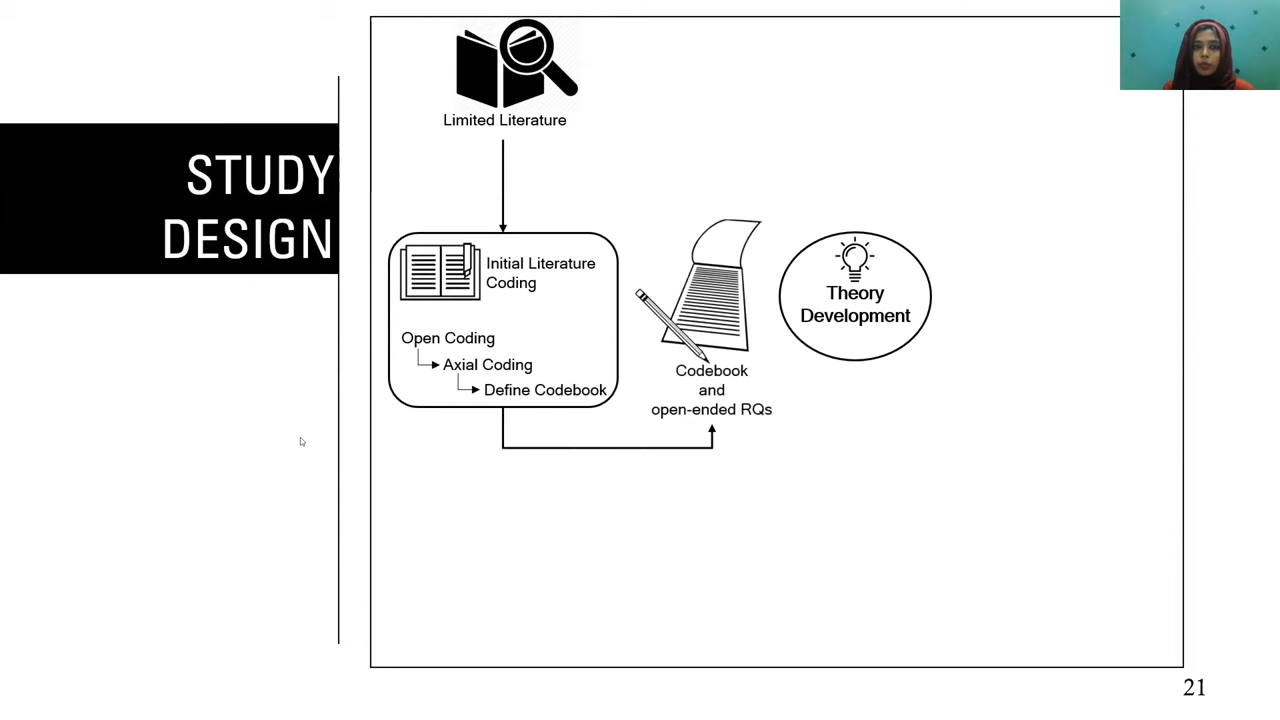 STUDY
DESIGN
Limited Literature
Initial Literature
Coding
Open Coding
Axial Coding
Define Codebook
Codebook
and
open-ended RQs
Theory
Development
21